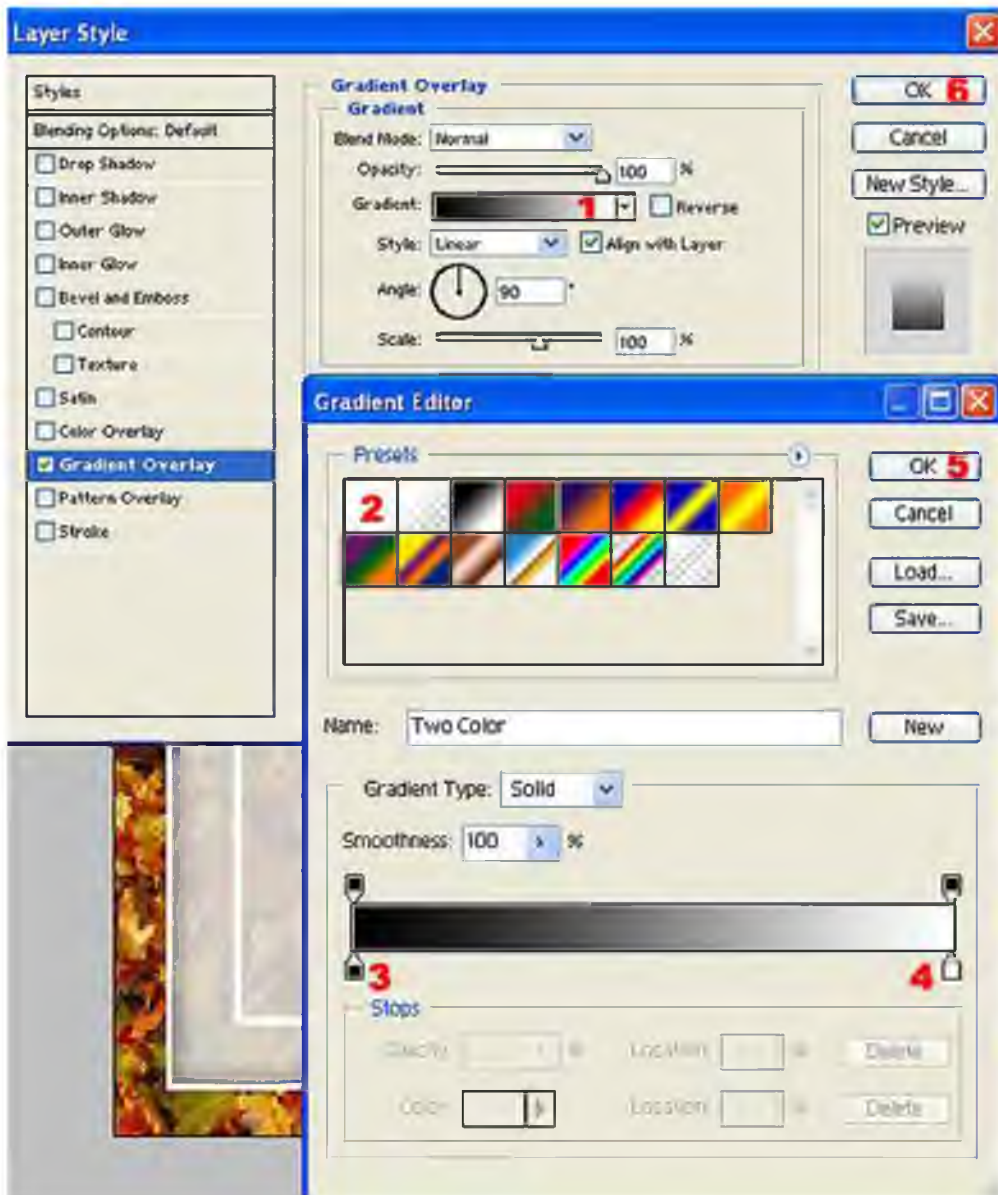 Layer Style
Styles
Blending Options: Default
Drop Shadow
Inner Shadow
Outer Glow
Inner Glow
Bevel and Emboss
Contour
Texture
Satin
Color Overlay
Gradient Overlay
Pattern Overlay
Stroke
Gradient Overlay
Gradient
Blend Mode: Normal
Opacity: 100 %
Gradient: 1 Reverse
Style: Linear Align with Layer
Angle: 90 °
Scale: 100 %
OK 6
Cancel
New Style...
Preview
Gradient Editor
Presets
2
OK 5
Cancel
Load...
Save...
Name: Two Color
New
Gradient Type: Solid
Smoothness: 100 %
3
4
Stops
Opacity: % Location: % Delete
Color: Location: % Delete